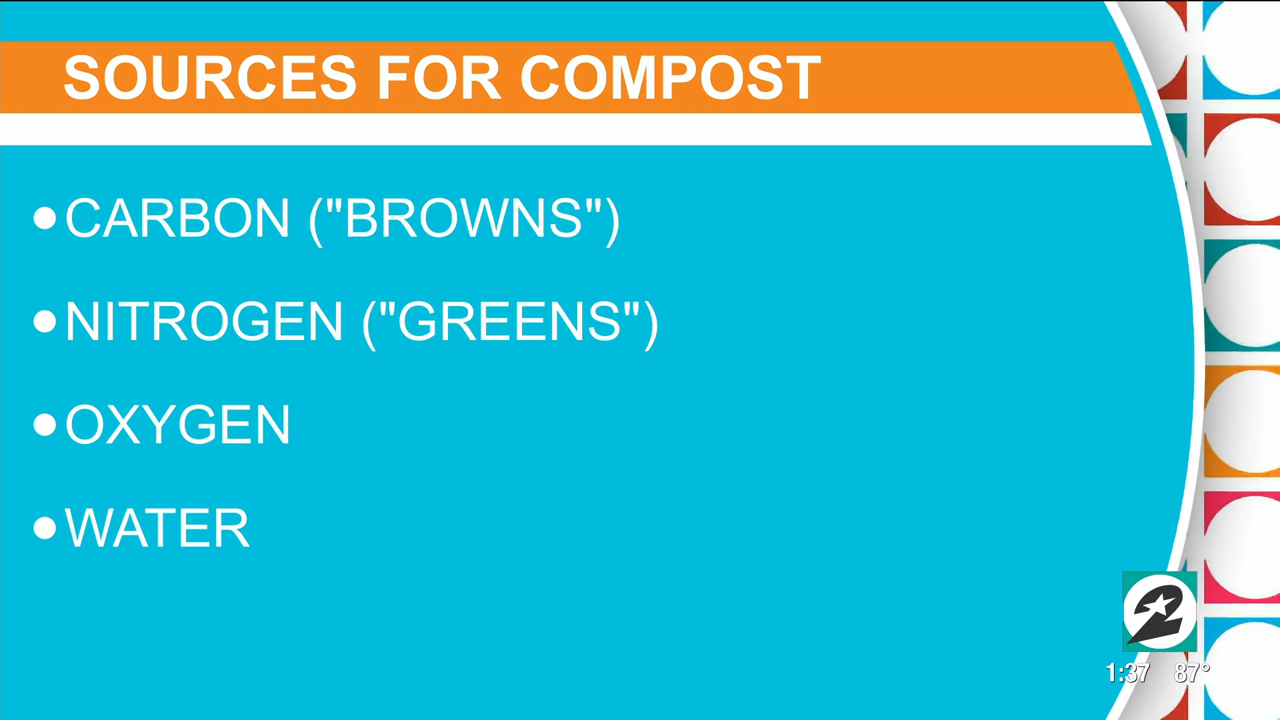 SOURCES FOR COMPOST
●CARBON ("BROWNS")
●NITROGEN ("GREENS")
●OXYGEN
●WATER
2
1:37 87°